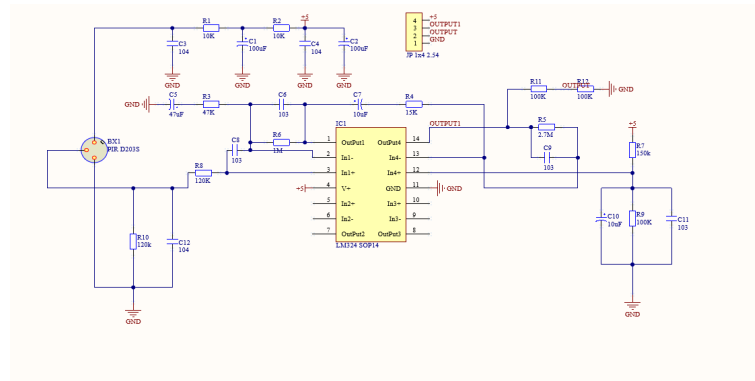 R1
10K
R2
10K
+5
C3
104
C1
100uF
C4
104
C2
100uF
GND
GND
GND
GND
4
3
2
1
+5
OUTPUT1
OUTPUT
GND
JP 1x4 2.54
GND
C5
47uF
R3
47K
C6
103
C7
10uF
R4
15K
R11
100K
OUTPUT
R12
100K
GND
BX1
PIR D203S
C8
103
R6
1M
R8
120K
IC1
1 OutPut1
2 In1-
3 In1+
4 V+
5 In2+
6 In2-
7 OutPut2
OutPut4 14
In4- 13
In4+ 12
GND 11
In3+ 10
In3- 9
OutPut3 8
LM324 SOP14
+5
GND
OUTPUT1
R5
2.7M
C9
103
+5
R7
150k
C10
10uF
R9
100K
C11
103
GND
R10
120k
C12
104
GND